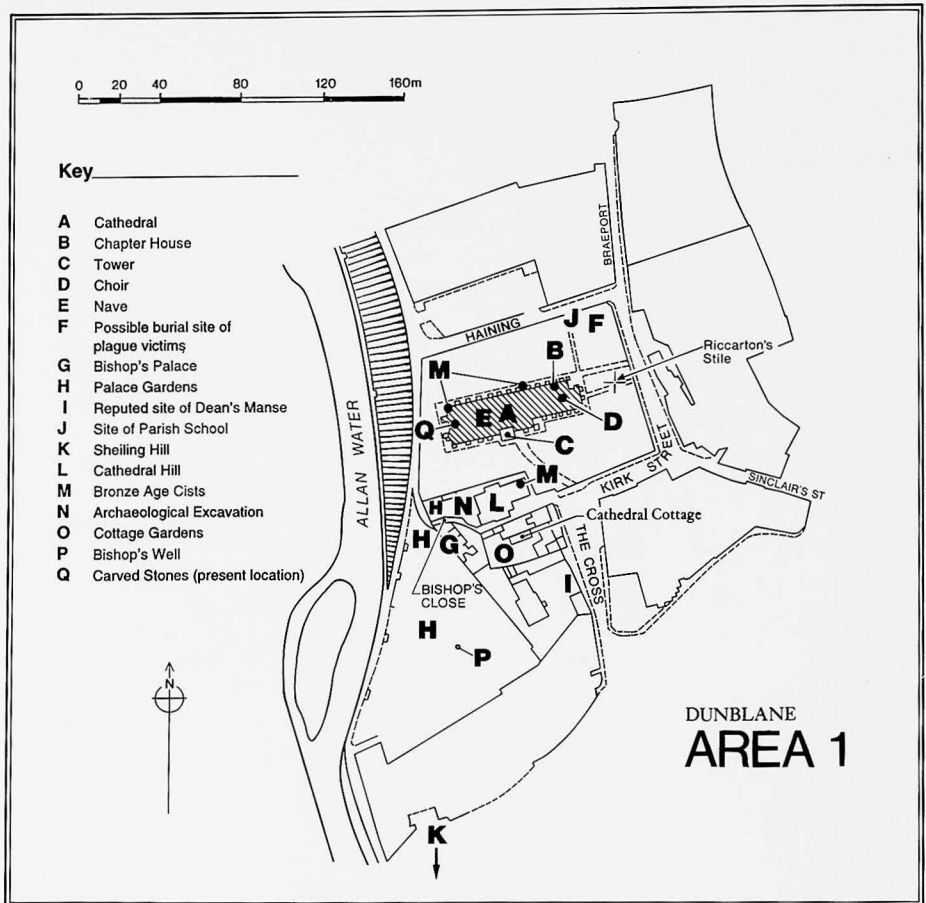 0 20 40 80 120 160m
Key
A Cathedral
B Chapter House
C Tower
D Choir
E Nave
F Possible burial site of
plague victims
G Bishop's Palace
H Palace Gardens
I Reputed site of Dean's Manse
J Site of Parish School
K Sheiling Hill
L Cathedral Hill
M Bronze Age Cists
N Archaeological Excavation
O Cottage Gardens
P Bishop's Well
Q Carved Stones (present location)
ALLAN WATER
BRAEPORT
HAINING
J F
Riccarton's
Stile
B
M
E A
D
Q
C
M
KIRK STREET
SINCLAIR'S ST
H N L
Cathedral Cottage
H G O
THE CROSS
I
BISHOP'S
CLOSE
H
P
N
DUNBLANE
AREA 1
K